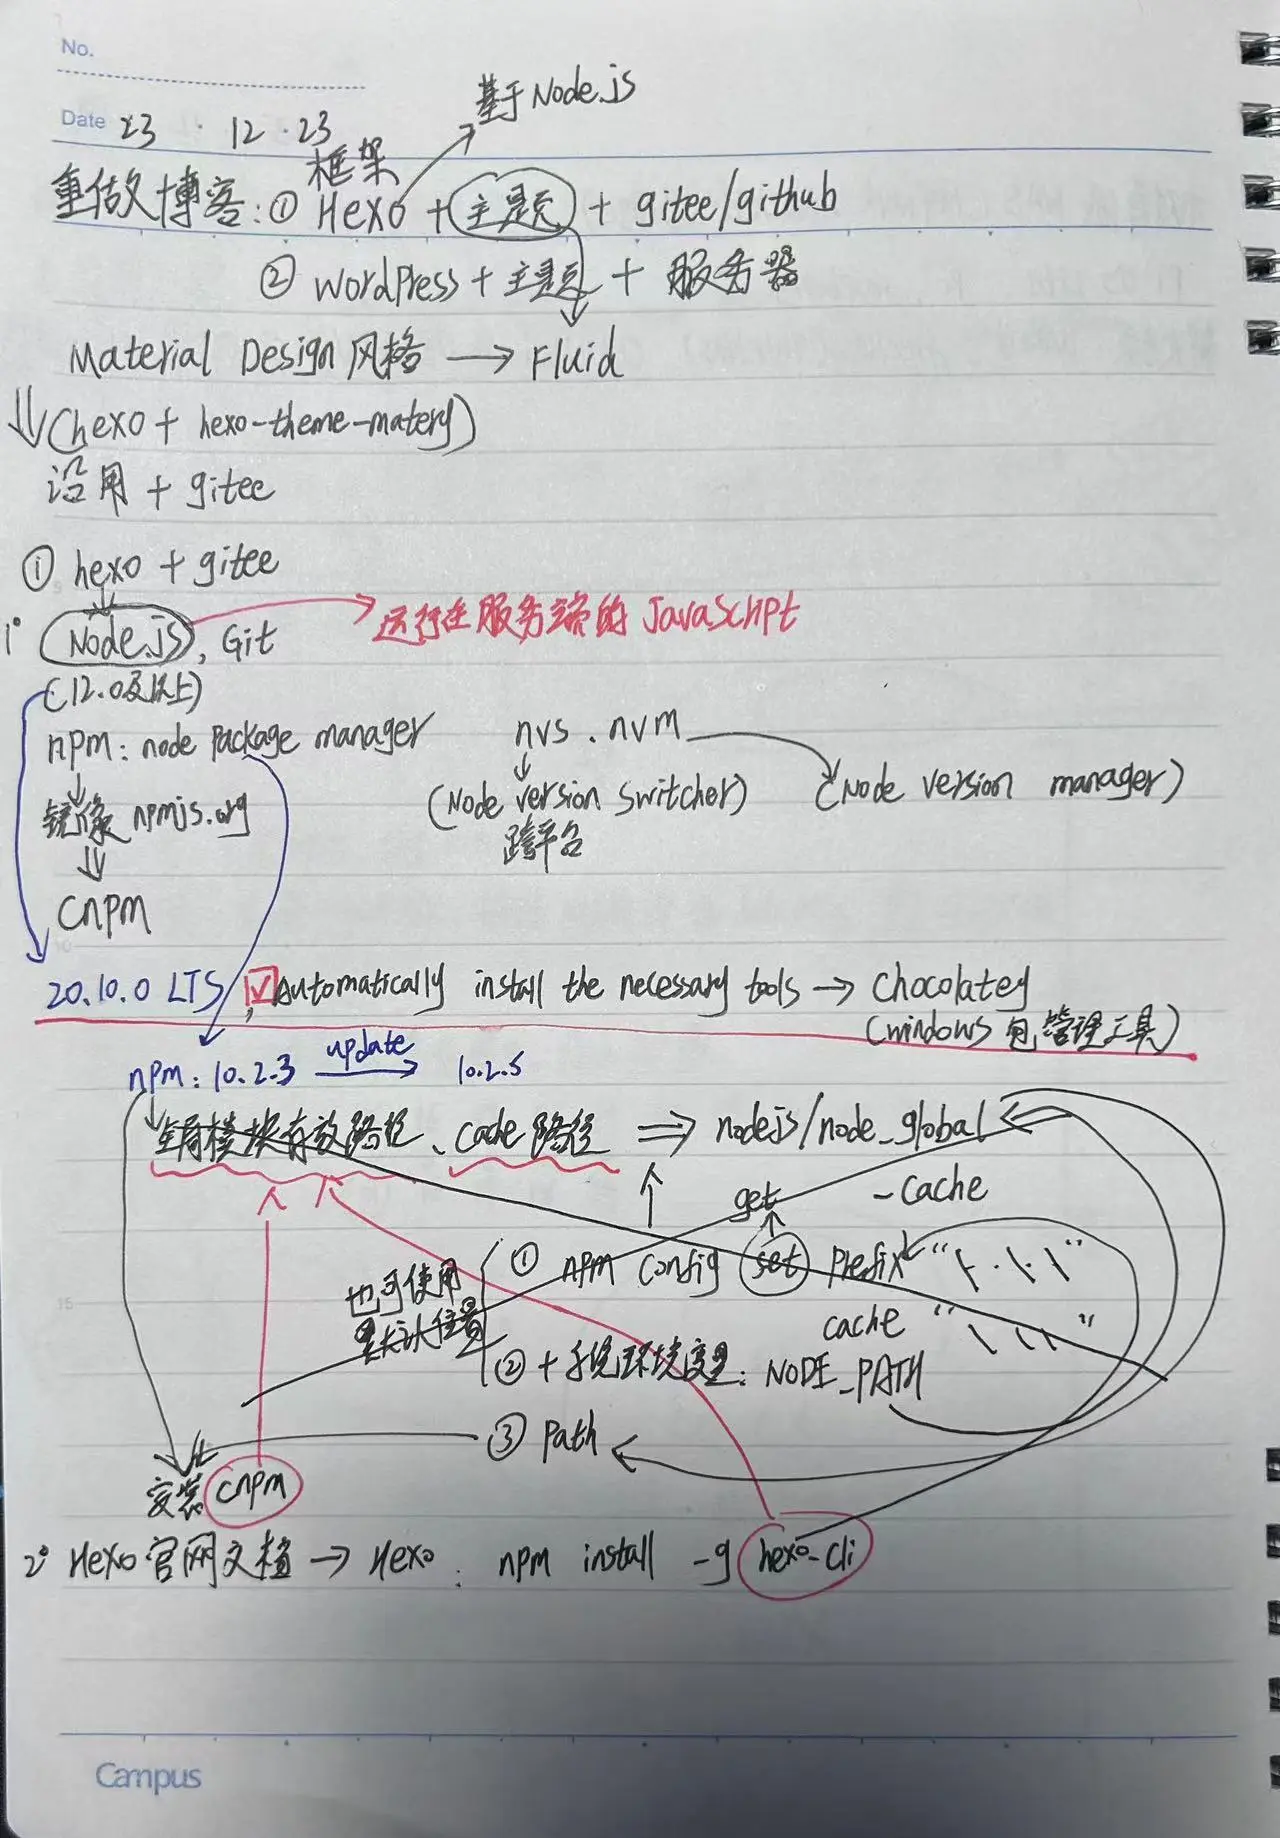 No.
基于Node.js
Date 23 · 12 · 23
框架
重做博客:① Hexo + 主题 + gitee/github
② WordPress + 主题 + 服务器
Material Design 风格 → Fluid
⇓ (hexo + hexo-theme-matery)
沿用 + gitee
① hexo + gitee
1° Node.js, Git → 运行在服务端的 JavaScript
(12.0及以上)
npm: node package manager
nvs . nvm
(Node version switcher) (Node version manager)
镜像 npmjs.org
跨平台
cnpm
20.10.0 LTS, ☑ Automatically install the necessary tools → chocolatey
(windows 包管理工具)
npm: 10.2.3 update → 10.2.5
全局模块存放路径、cache 路径 ⇒ nodejs/node_global
get -cache
① npm config set prefix "
也可使用
默认位置
cache "
② + 系统环境变量: NODE_PATH
③ Path
安装 cnpm
2° Hexo 官网文档 → Hexo: npm install -g hexo-cli
Campus